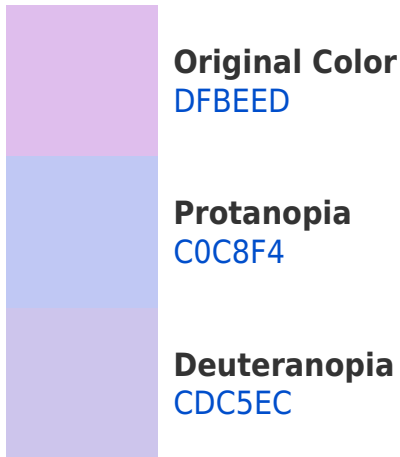 Original Color
DFBEED
Protanopia
C0C8F4
Deuteranopia
CDC5EC